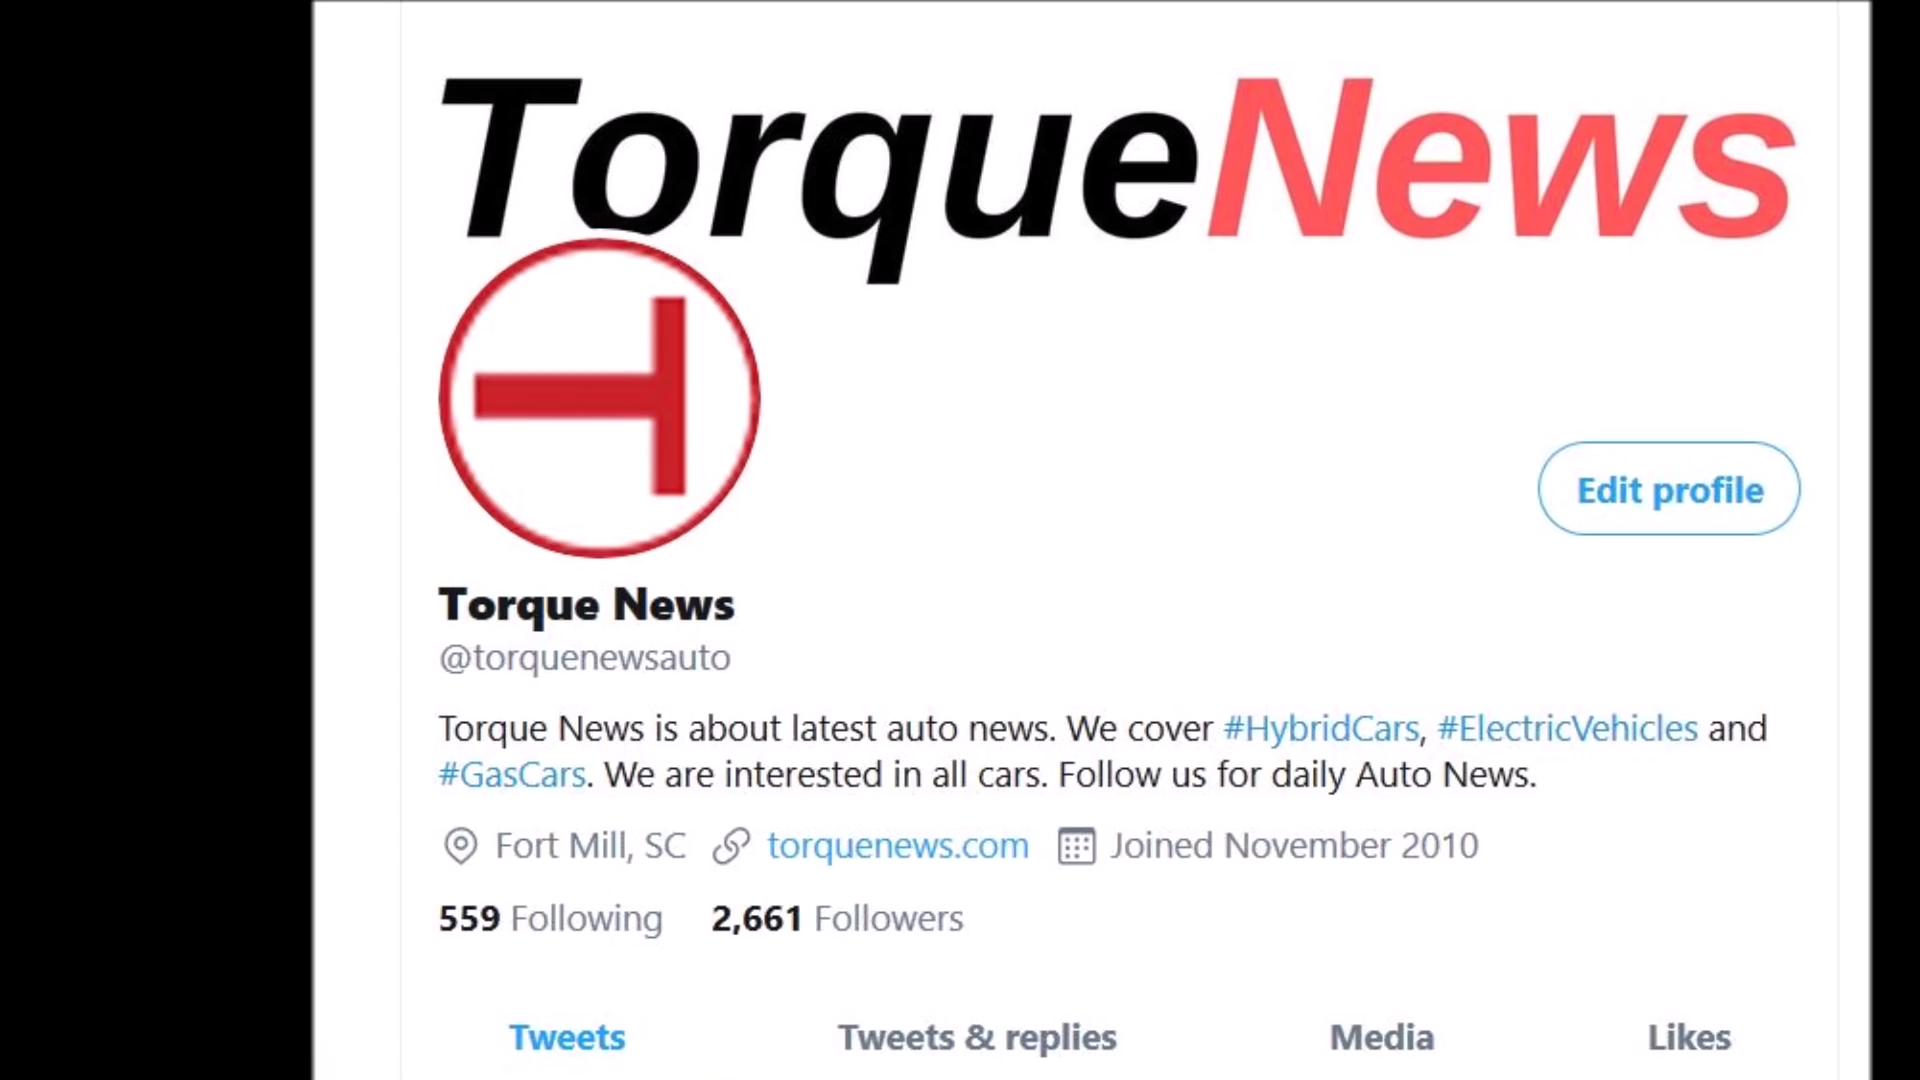 TorqueNews
T
Edit profile
Torque News
@torquenewsauto
Torque News is about latest auto news. We cover #HybridCars, #ElectricVehicles and
#GasCars. We are interested in all cars. Follow us for daily Auto News.
Fort Mill, SC torquenews.com Joined November 2010
559 Following 2,661 Followers
Tweets Tweets & replies Media Likes